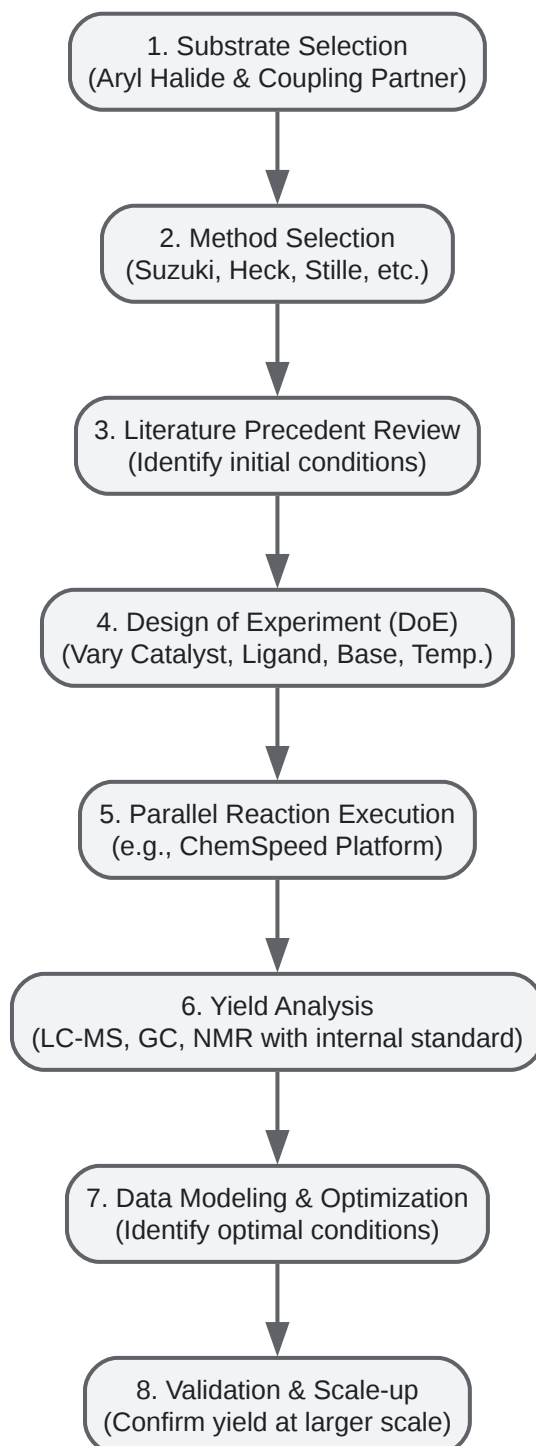 1. Substrate Selection
(Aryl Halide & Coupling Partner)
2. Method Selection
(Suzuki, Heck, Stille, etc.)
3. Literature Precedent Review
(Identify initial conditions)
4. Design of Experiment (DoE)
(Vary Catalyst, Ligand, Base, Temp.)
5. Parallel Reaction Execution
(e.g., ChemSpeed Platform)
6. Yield Analysis
(LC-MS, GC, NMR with internal standard)
7. Data Modeling & Optimization
(Identify optimal conditions)
8. Validation & Scale-up
(Confirm yield at larger scale)